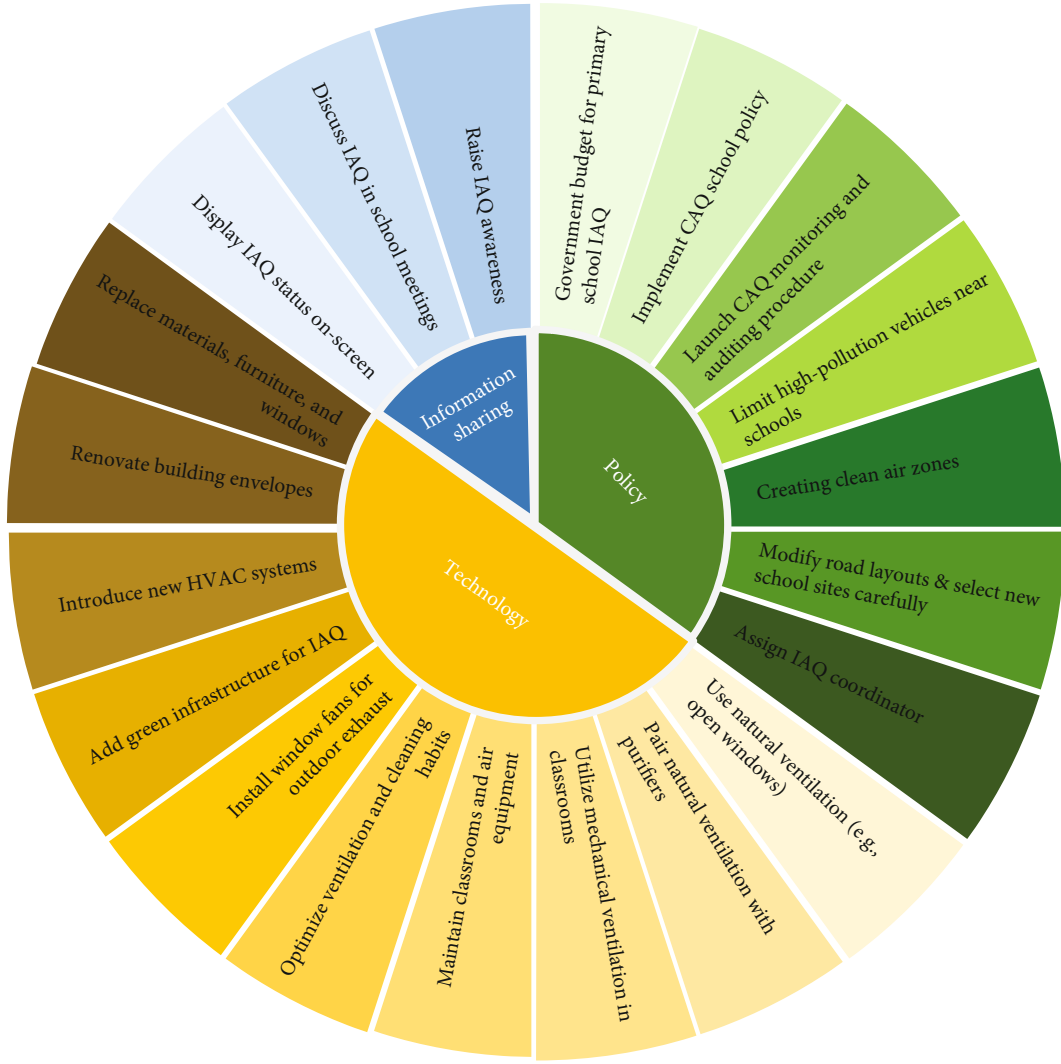 Government budget for primary
school IAQ
Implement CAQ school policy
Launch CAQ monitoring and
auditing procedure
Limit high-pollution vehicles near
schools
Creating clean air zones
Modify road layouts & select new
school sites carefully
Assign IAQ coordinator
Use natural ventilation (e.g.,
open windows)
Pair natural ventilation with
purifiers
Utilize mechanical ventilation in
classrooms
Maintain classrooms and air
equipment
Optimize ventilation and cleaning
habits
Install window fans for
outdoor exhaust
Add green infrastructure for IAQ
Introduce new HVAC systems
Renovate building envelopes
Replace materials, furniture, and
windows
Display IAQ status on-screen
Discuss IAQ in school meetings
Raise IAQ awareness
Information
sharing
Policy
Technology